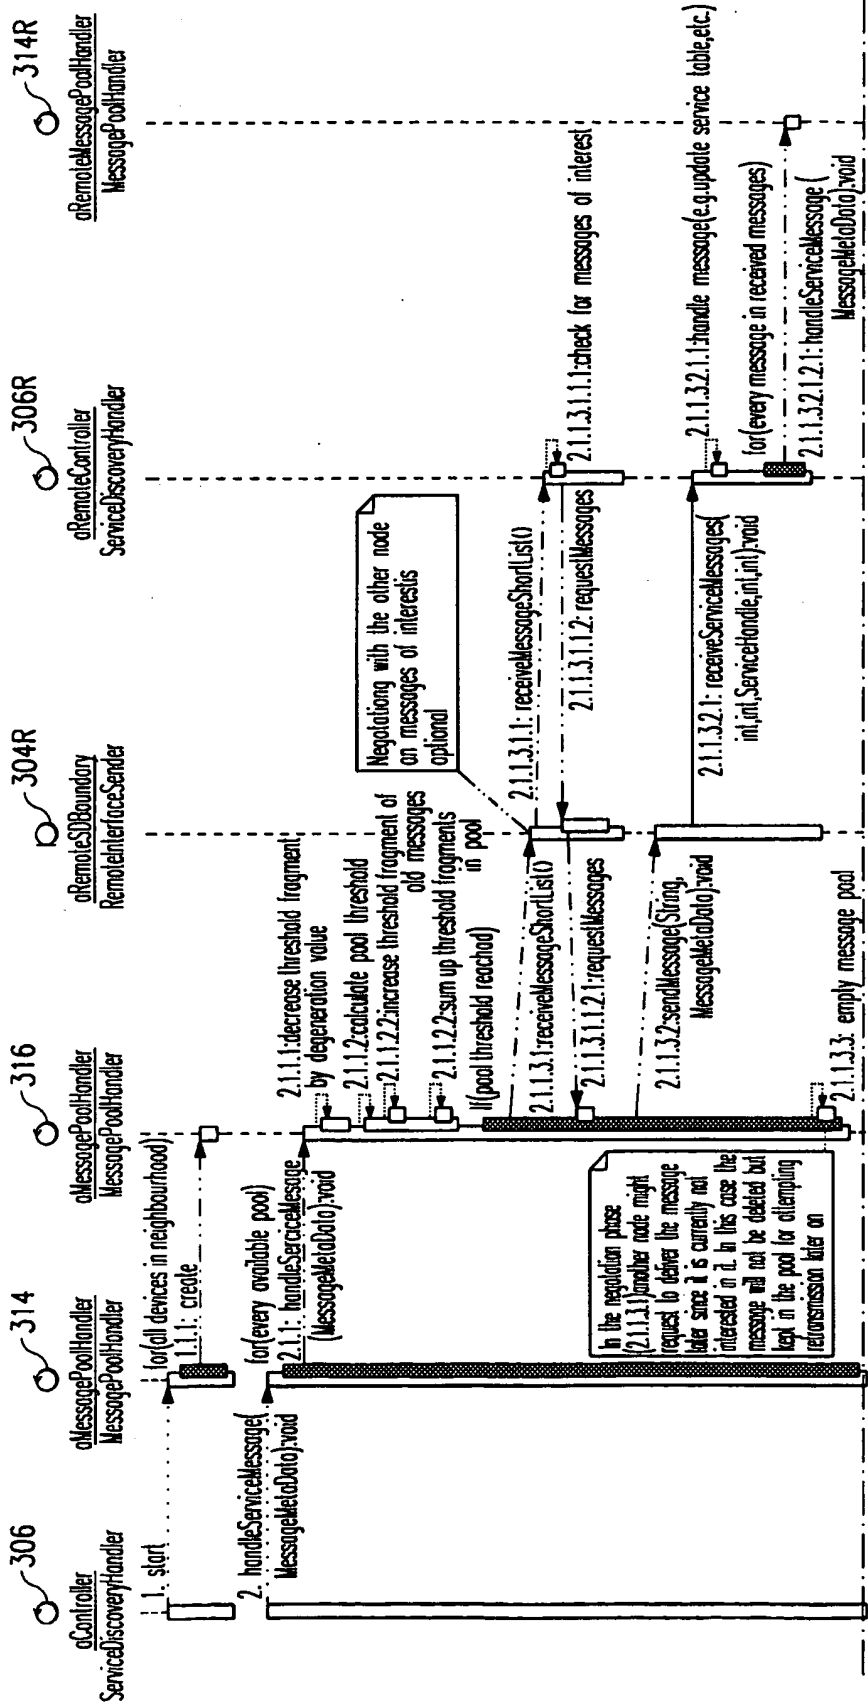 306
aController
ServiceDiscoveryHandler
314
aMessagePoolHandler
MessagePoolHandler
316
aMessagePoolHandler
MessagePoolHandler
304R
aRemoteSDBoundary
RemoteInterfaceSender
306R
aRemoteController
ServiceDiscoveryHandler
314R
aRemoteMessagePoolHandler
MessagePoolHandler
1. start
for(all devices in neighbourhood)
1.1.1: create
2. handleServiceMessage(
MessageMetaData):void
for(every available pool)
2.1.1: handleSerciceMesage
(MessageMetaData):void
2.1.1.1:decrease threshold fragment
by degeneration value
2.1.1.2:calculate pool threshold
2.1.1.2.2:increase threshold fragment of
old messages
2.1.1.2.2:sum up threshold fragments
in pool
If(pool threshold reached)
2.1.1.3.1:receiveMessageShortList()
Negotationg with the other node
on messages of interestis
optional
2.1.1.3.1.1: receiveMessageShortList()
2.1.1.3.1.1.1:check for messages of interest
2.1.1.3.1.1.2: requestMessages
2.1.1.3.1.1.2.1:requestMessages
2.1.1.3.2:sendMessage(String,
MessageMetaData):void
2.1.1.3.2.1: receiveServiceMessages(
int,int,ServiceHandle,int,int):void
2.1.1.3.2.1.1:handle message(e.g.update service table,etc.)
for(every message in received messages)
2.1.1.3.2.1.2.1: handleServiceMessage (
MessageMetaData):void
2.1.1.3.3: empty message pool
In the negotation phase
(2.1.1.3.1)another node might
request to deliver the message
later since it is currently not
interested in it. In this case the
message will not be deleted but
kept in the pool for attempting
retransmission later on